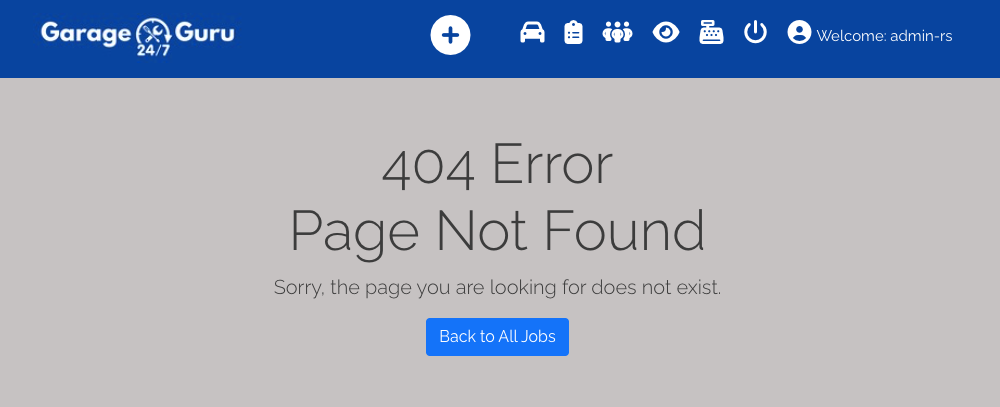 Garage Guru
24/7
Welcome: admin-rs
404 Error
Page Not Found
Sorry, the page you are looking for does not exist.
Back to All Jobs